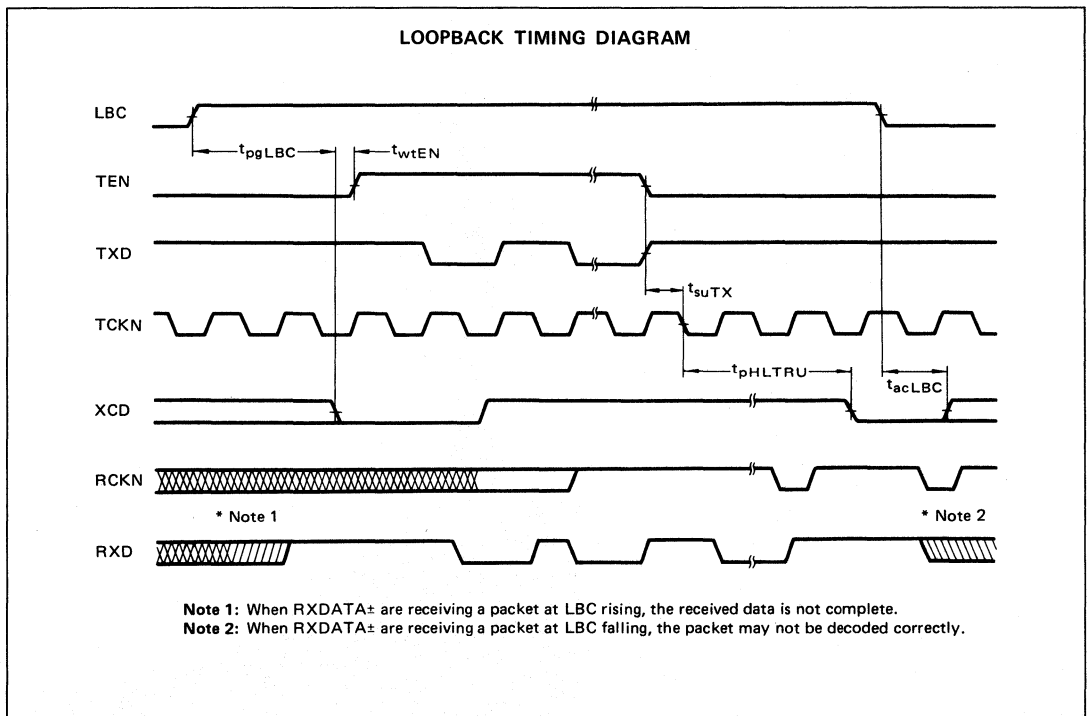 LOOPBACK TIMING DIAGRAM
LBC
tpgLBC
twtEN
TEN
TXD
tsuTX
TCKN
tpHLTRU
tacLBC
XCD
RCKN
* Note 1
* Note 2
RXD
Note 1: When RXDATA± are receiving a packet at LBC rising, the received data is not complete.
Note 2: When RXDATA± are receiving a packet at LBC falling, the packet may not be decoded correctly.